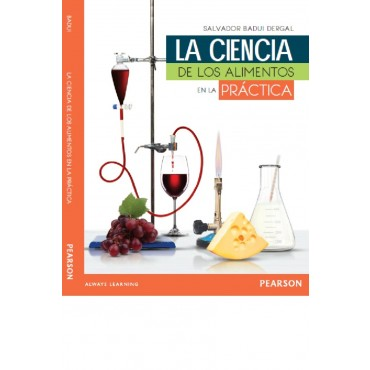 BADUI
LA CIENCIA DE LOS ALIMENTOS EN LA PRÁCTICA
PEARSON
SALVADOR BADUI DERGAL
LA CIENCIA
DE LOS ALIMENTOS
EN LA PRÁCTICA
ALWAYS LEARNING
PEARSON